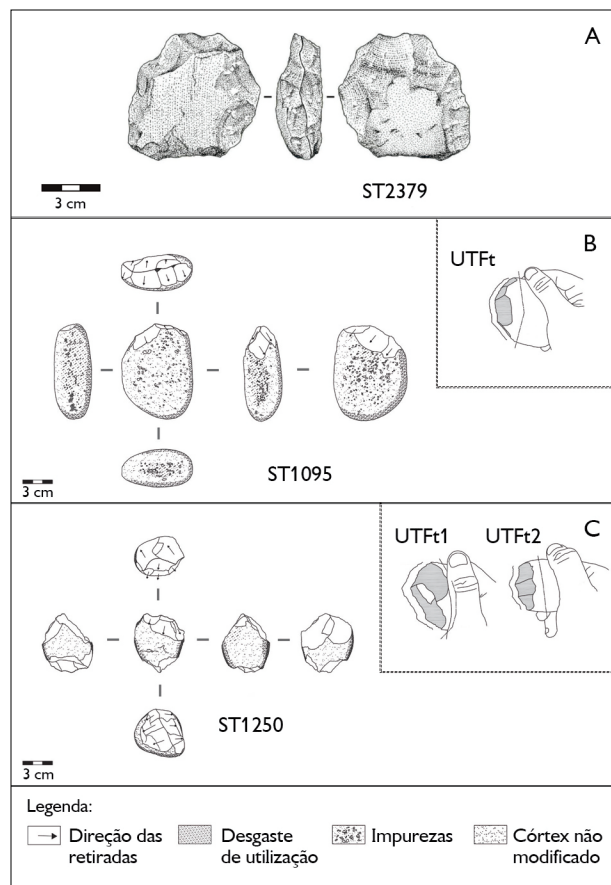 A
3 cm
ST2379
B
UTFt
3 cm
ST1095
C
UTFt1 UTFt2
3 cm
ST1250
Legenda:
Direção das retiradas
Desgaste de utilização
Impurezas
Córtex não modificado